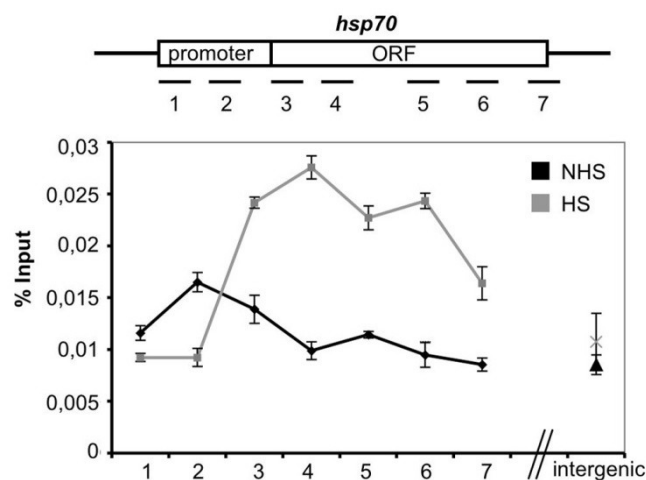 hsp70
promoter ORF
1 2 3 4 5 6 7
0,03
NHS
HS
0,025
0,02
% Input
0,015
0,01
0,005
0
1 2 3 4 5 6 7 // intergenic